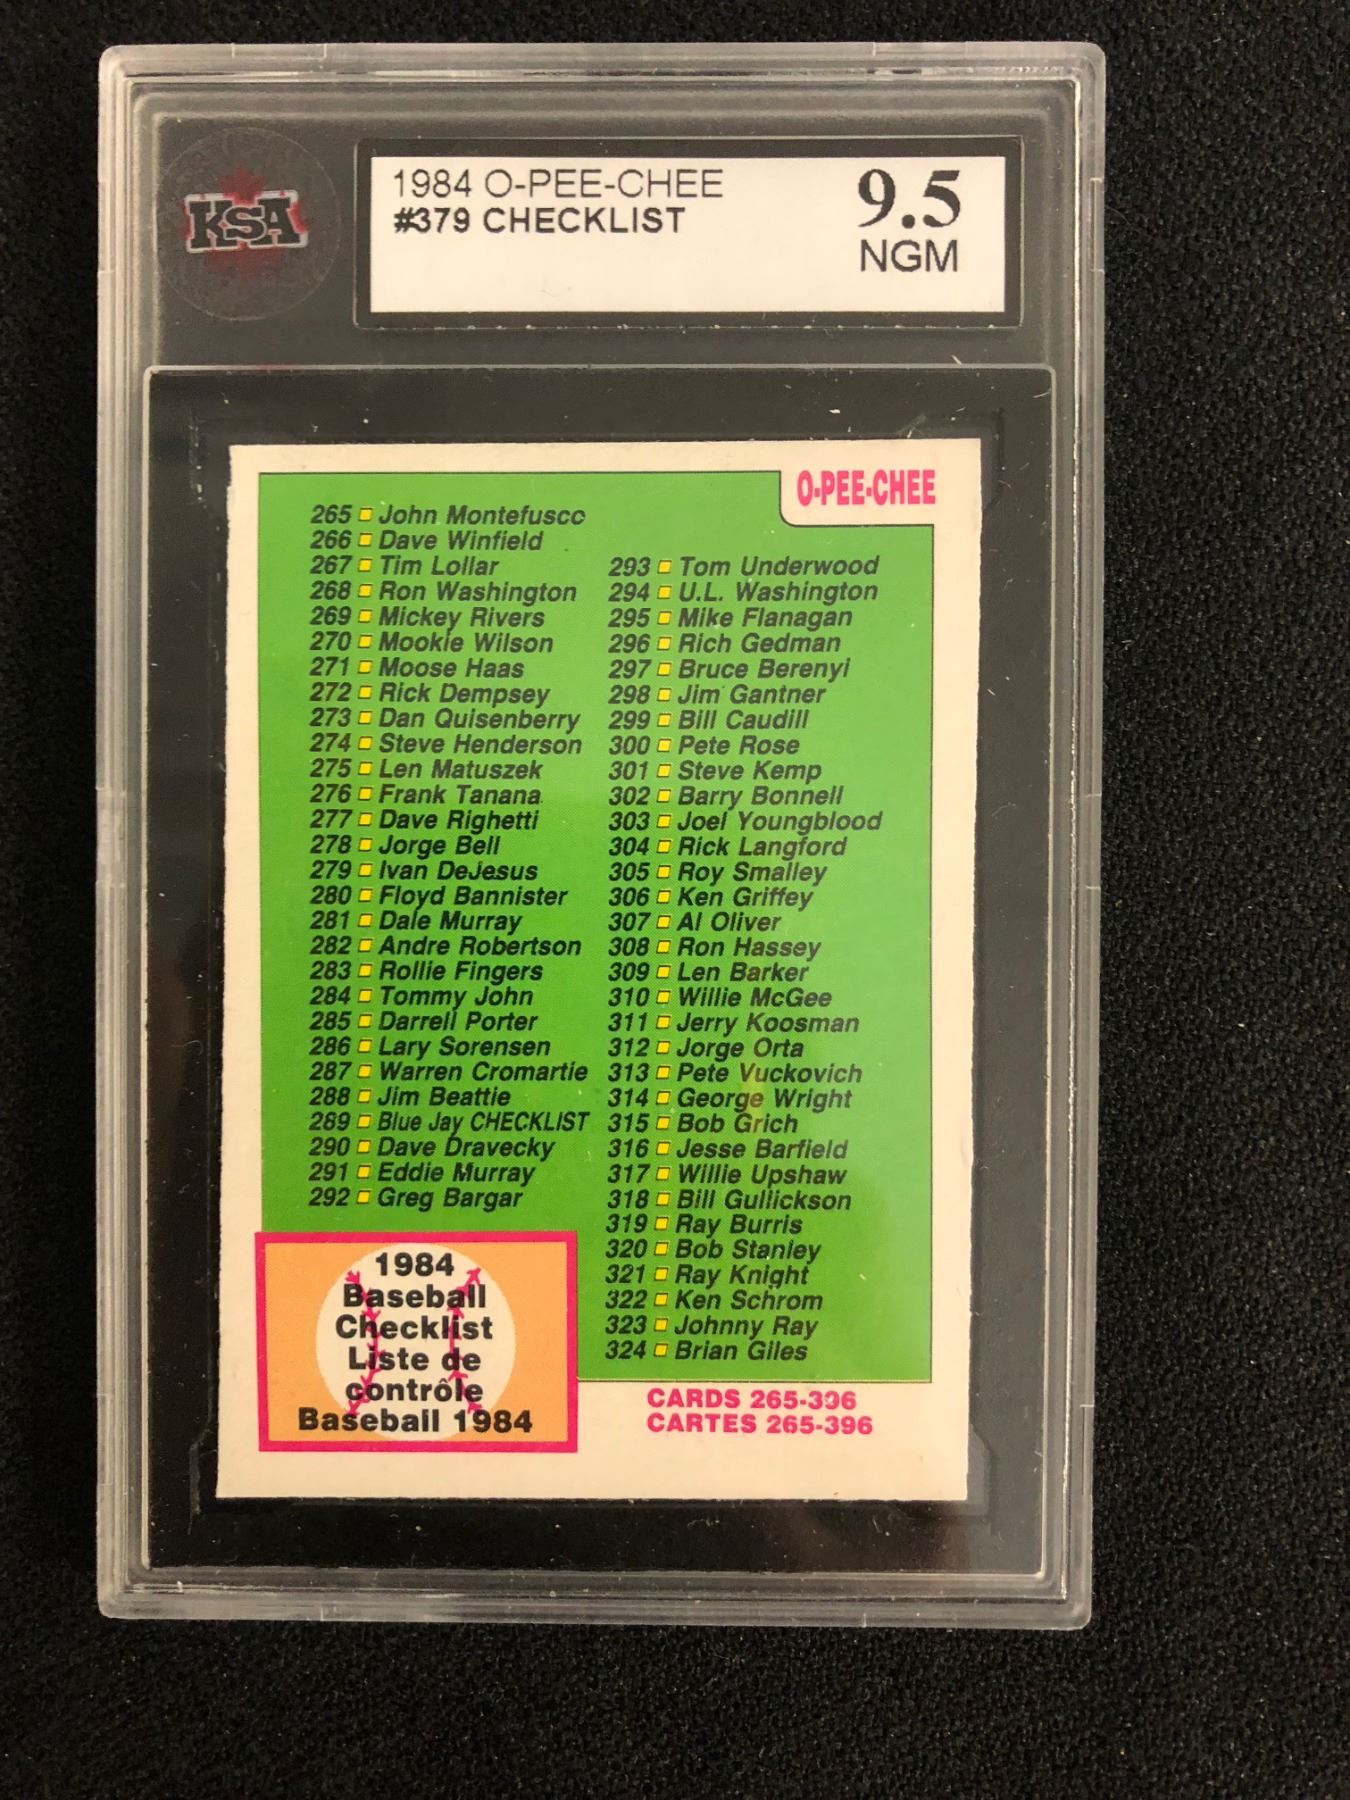 KSA
1984 O-PEE-CHEE
#379 CHECKLIST
9.5
NGM
O-PEE-CHEE
265 John Montefusco
266 Dave Winfield
267 Tim Lollar
268 Ron Washington
269 Mickey Rivers
270 Mookie Wilson
271 Moose Haas
272 Rick Dempsey
273 Dan Quisenberry
274 Steve Henderson
275 Len Matuszek
276 Frank Tanana
277 Dave Righetti
278 Jorge Bell
279 Ivan DeJesus
280 Floyd Bannister
281 Dale Murray
282 Andre Robertson
283 Rollie Fingers
284 Tommy John
285 Darrell Porter
286 Lary Sorensen
287 Warren Cromartie
288 Jim Beattie
289 Blue Jay CHECKLIST
290 Dave Dravecky
291 Eddie Murray
292 Greg Bargar
293 Tom Underwood
294 U.L. Washington
295 Mike Flanagan
296 Rich Gedman
297 Bruce Berenyi
298 Jim Gantner
299 Bill Caudill
300 Pete Rose
301 Steve Kemp
302 Barry Bonnell
303 Joel Youngblood
304 Rick Langford
305 Roy Smalley
306 Ken Griffey
307 Al Oliver
308 Ron Hassey
309 Len Barker
310 Willie McGee
311 Jerry Koosman
312 Jorge Orta
313 Pete Vuckovich
314 George Wright
315 Bob Grich
316 Jesse Barfield
317 Willie Upshaw
318 Bill Gullickson
319 Ray Burris
320 Bob Stanley
321 Ray Knight
322 Ken Schrom
323 Johnny Ray
324 Brian Giles
1984
Baseball
Checklist
Liste de
contrôle
Baseball 1984
CARDS 265-396
CARTES 265-396